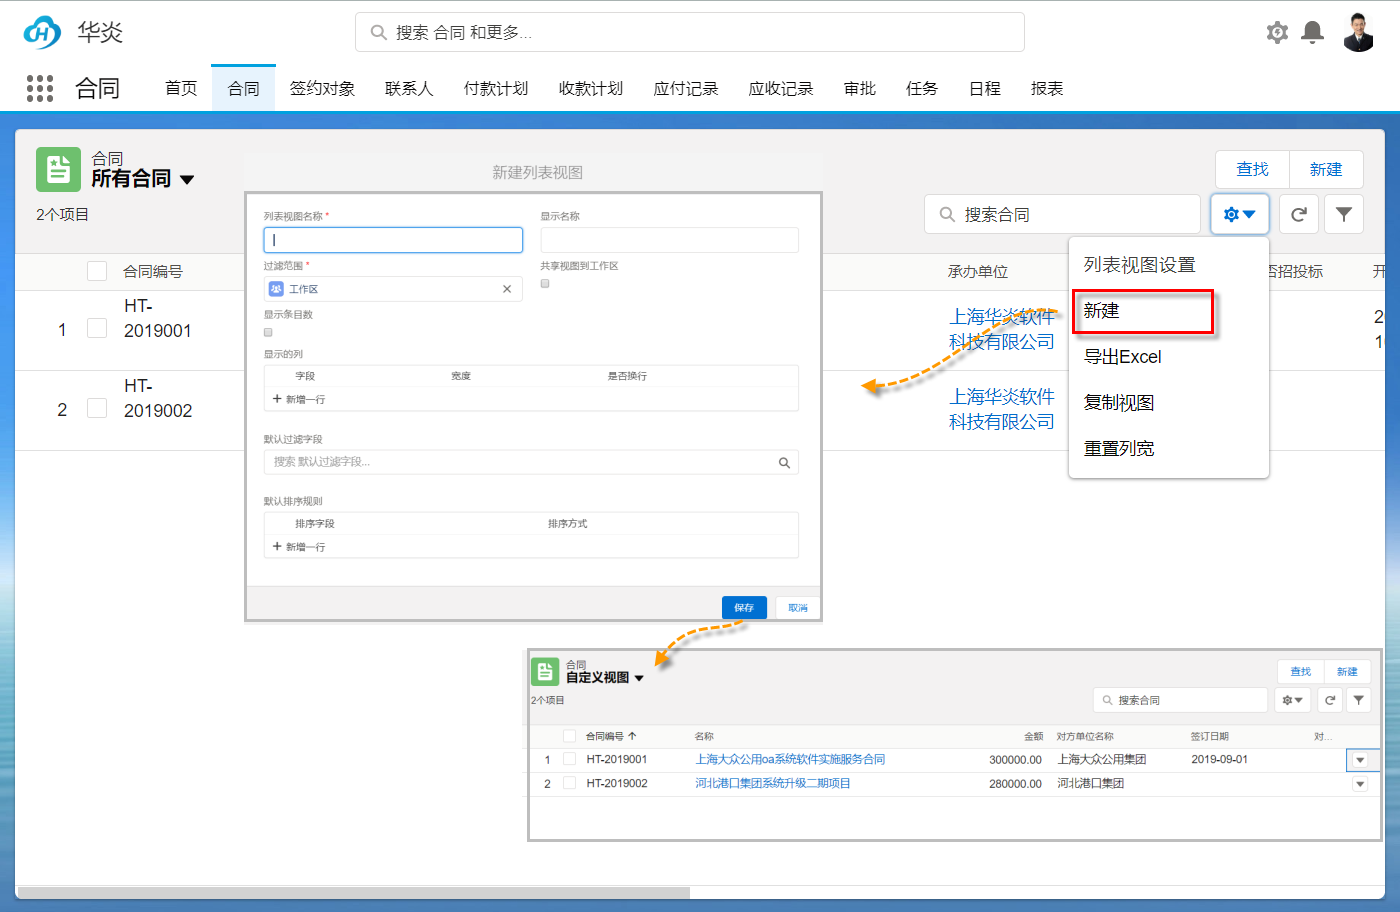 华炎
搜索 合同 和更多...
合同
首页 合同 签约对象 联系人 付款计划 收款计划 应付记录 应收记录 审批 任务 日程 报表
合同
所有合同
2个项目
查找 新建
搜索合同
合同编号
承办单位
否招投标
开
1
HT-
2019001
上海华炎软件
科技有限公司
2
HT-
2019002
上海华炎软件
科技有限公司
列表视图设置
新建
导出Excel
复制视图
重置列宽
新建列表视图
列表视图名称 *
显示名称
过滤范围 *
共享视图到工作区
工作区
显示条目数
显示的列
字段 宽度 是否换行
+ 新增一行
默认过滤字段
搜索 默认过滤字段...
默认排序规则
排序字段 排序方式
+ 新增一行
保存 取消
合同
自定义视图
2个项目
查找 新建
搜索合同
合同编号 名称 金额 对方单位名称 签订日期 对...
1 HT-2019001 上海大众公用oa系统软件实施服务合同 300000.00 上海大众公用集团 2019-09-01
2 HT-2019002 河北港口集团系统升级二期项目 280000.00 河北港口集团